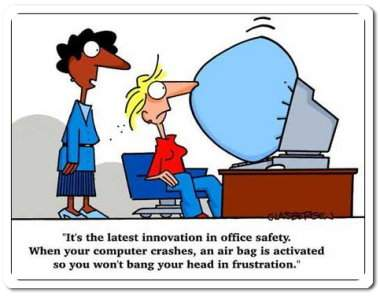 GLASBERGEN
"It's the latest innovation in office safety.
When your computer crashes, an air bag is activated
so you won't bang your head in frustration."